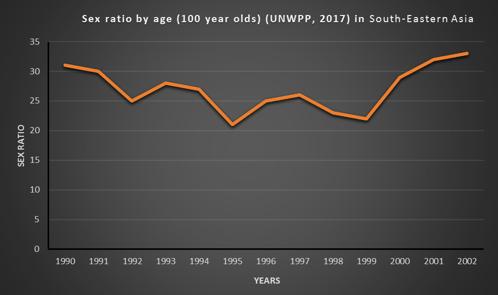 Sex ratio by age (100 year olds) (UNWPP, 2017) in South-Eastern Asia
35
30
25
20
15
10
5
0
SEX RATIO
1990 1991 1992 1993 1994 1995 1996 1997 1998 1999 2000 2001 2002
YEARS